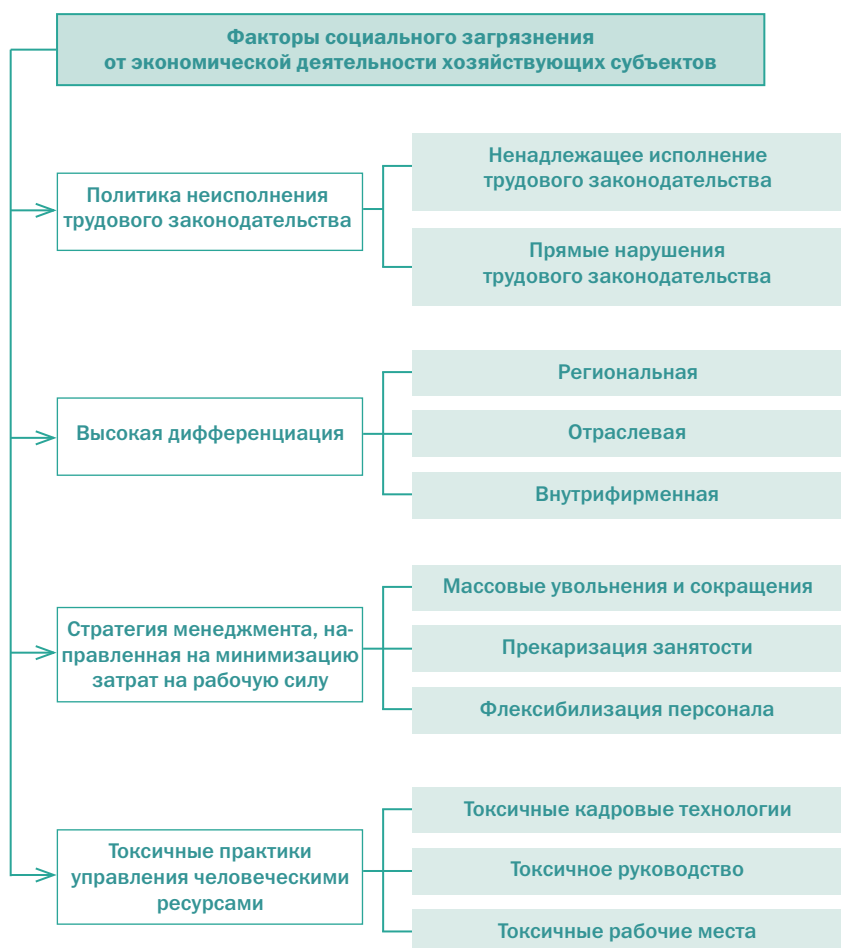 Факторы социального загрязнения
от экономической деятельности хозяйствующих субъектов
Политика неисполнения
трудового законодательства
Ненадлежащее исполнение
трудового законодательства
Прямые нарушения
трудового законодательства
Высокая дифференциация
Региональная
Отраслевая
Внутрифирменная
Стратегия менеджмента, на-
правленная на минимизацию
затрат на рабочую силу
Массовые увольнения и сокращения
Прекаризация занятости
Флексибилизация персонала
Токсичные практики
управления человеческими
ресурсами
Токсичные кадровые технологии
Токсичное руководство
Токсичные рабочие места